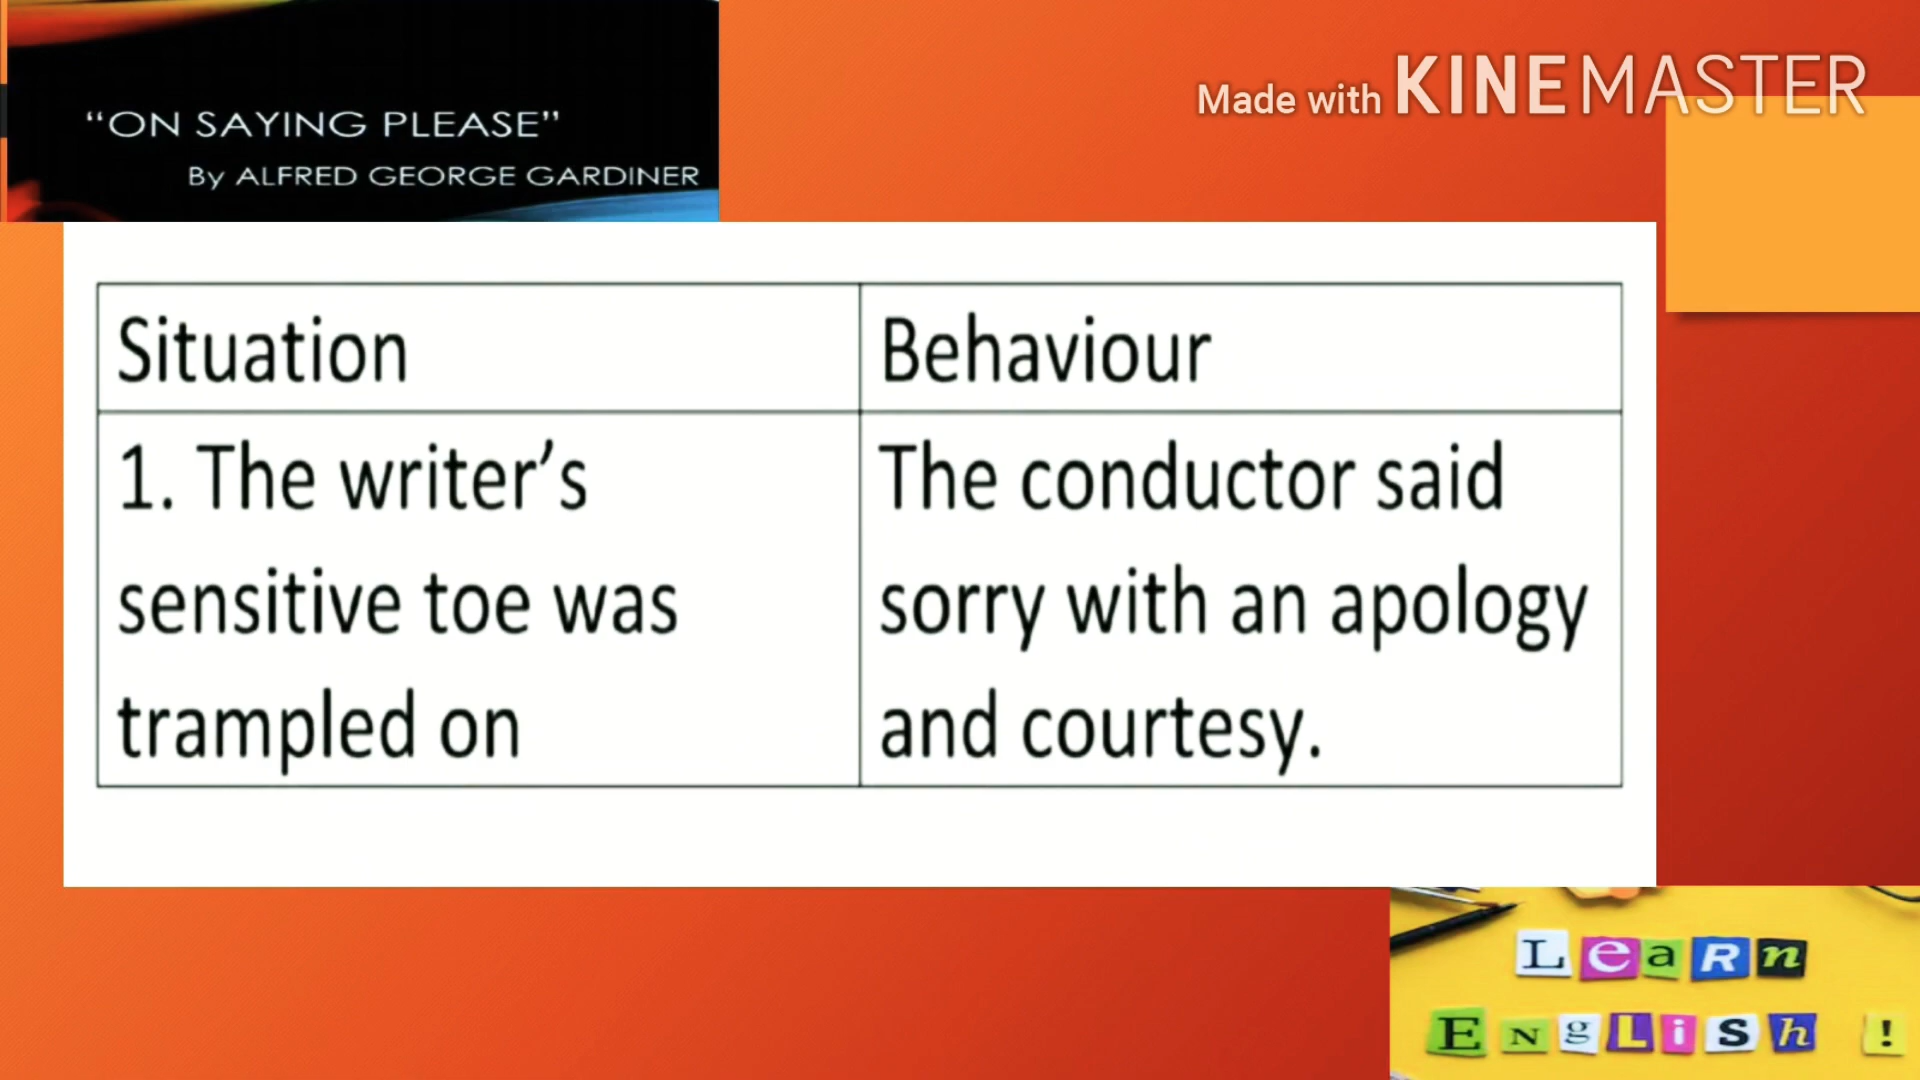 “ON SAYING PLEASE”
By ALFRED GEORGE GARDINER
Made with KINEMASTER
Situation
Behaviour
1. The writer’s
sensitive toe was
trampled on
The conductor said
sorry with an apology
and courtesy.
LeaRn
ENgLiSh !